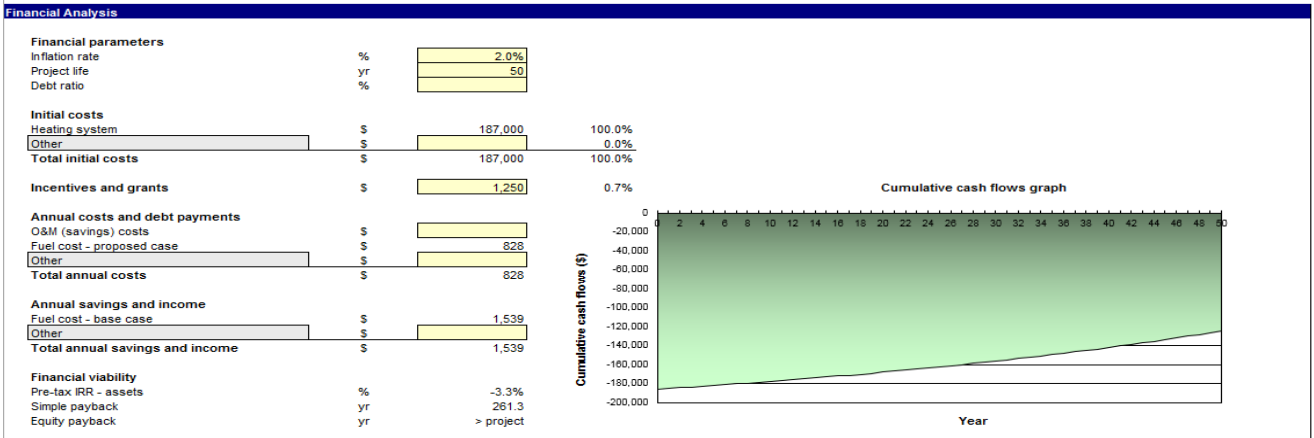 Financial Analysis
Financial parameters
Inflation rate % 2.0%
Project life yr 50
Debt ratio %
Initial costs
Heating system $ 187,000 100.0%
Other $ 0.0%
Total initial costs $ 187,000 100.0%
Incentives and grants $ 1,250 0.7%
Annual costs and debt payments
O&M (savings) costs $
Fuel cost - proposed case $ 828
Other $
Total annual costs $ 828
Annual savings and income
Fuel cost - base case $ 1,539
Other $
Total annual savings and income $ 1,539
Financial viability
Pre-tax IRR - assets % -3.3%
Simple payback yr 261.3
Equity payback yr > project
Cumulative cash flows graph
Cumulative cash flows ($)
0
-20,000
-40,000
-60,000
-80,000
-100,000
-120,000
-140,000
-160,000
-180,000
-200,000
0 2 4 6 8 10 12 14 16 18 20 22 24 26 28 30 32 34 36 38 40 42 44 46 48 50
Year